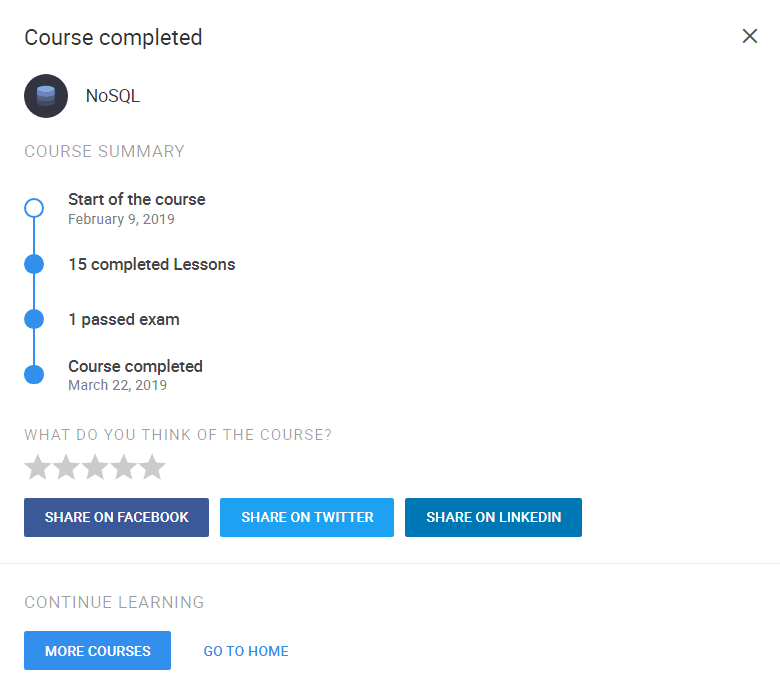 Course completed
NoSQL
COURSE SUMMARY
Start of the course
February 9, 2019
15 completed Lessons
1 passed exam
Course completed
March 22, 2019
WHAT DO YOU THINK OF THE COURSE?
SHARE ON FACEBOOK
SHARE ON TWITTER
SHARE ON LINKEDIN
CONTINUE LEARNING
MORE COURSES
GO TO HOME